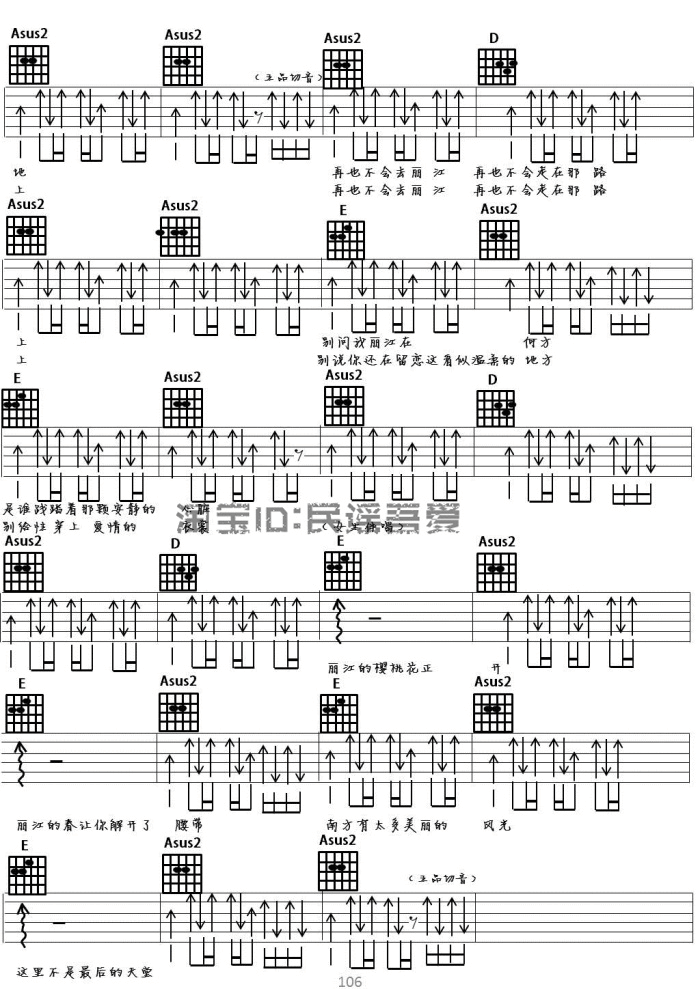 Asus2 Asus2 Asus2 D
(主品切音)
地 再也不会去丽江 再也不会走在那 路
上 再也不会去丽江 再也不会走在那 路
Asus2 Asus2 E Asus2
上 别问我丽江在 何方
上 别说你还在留恋这看似温柔的 地方
E Asus2 Asus2 D
是谁践踏着那颗安静的 心脏
别给性穿上 爱情的 衣裳 (女生伴唱)
淘宝ID:民谣吾爱
Asus2 D E Asus2
丽江的樱桃花正 开
E Asus2 E Asus2
丽江的春让你解开了 腰带 南方有太多美丽的 风光
E Asus2 Asus2
(主品切音)
这里不是最后的天堂
106